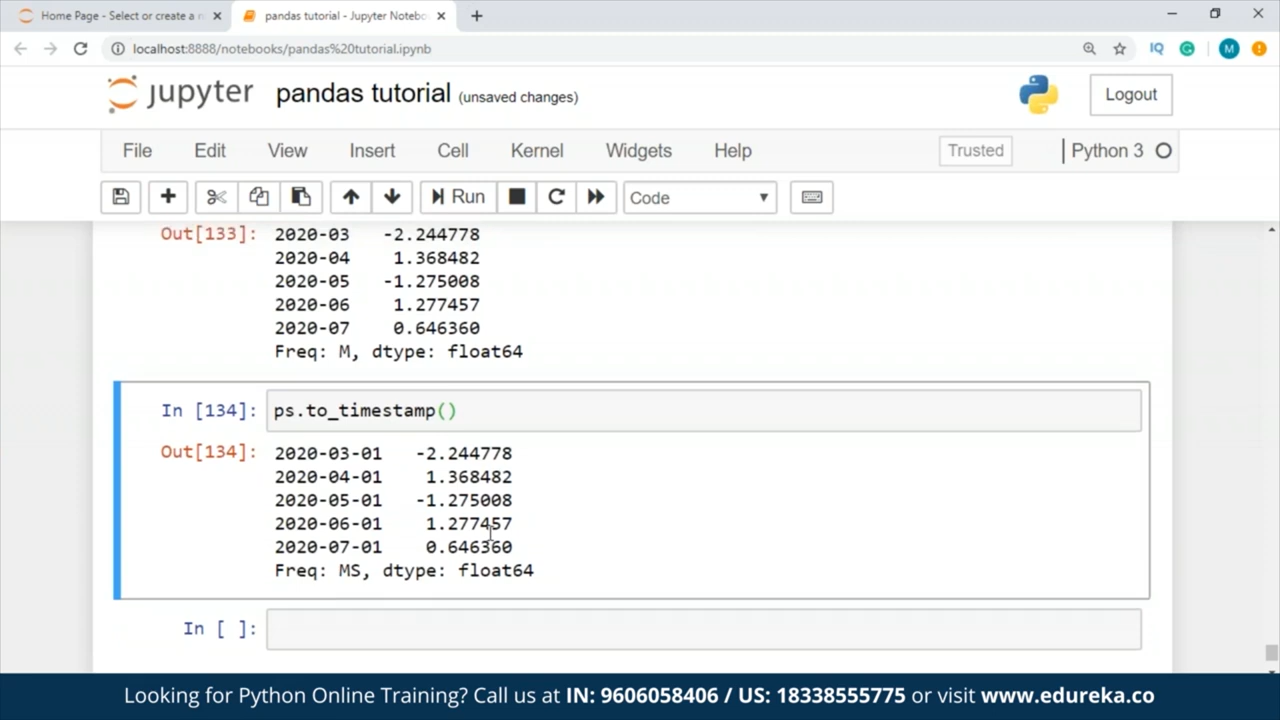 Home Page - Select or create a n
pandas tutorial - Jupyter Notebo
localhost:8888/notebooks/pandas%20tutorial.ipynb
IQ
G
M
jupyter pandas tutorial (unsaved changes)
Logout
File Edit View Insert Cell Kernel Widgets Help Trusted Python 3
Run Code
Out[133]: 2020-03 -2.244778
2020-04 1.368482
2020-05 -1.275008
2020-06 1.277457
2020-07 0.646360
Freq: M, dtype: float64
In [134]: ps.to_timestamp()
Out[134]: 2020-03-01 -2.244778
2020-04-01 1.368482
2020-05-01 -1.275008
2020-06-01 1.277457
2020-07-01 0.646360
Freq: MS, dtype: float64
In [ ]:
Looking for Python Online Training? Call us at IN: 9606058406 / US: 18338555775 or visit www.edureka.co